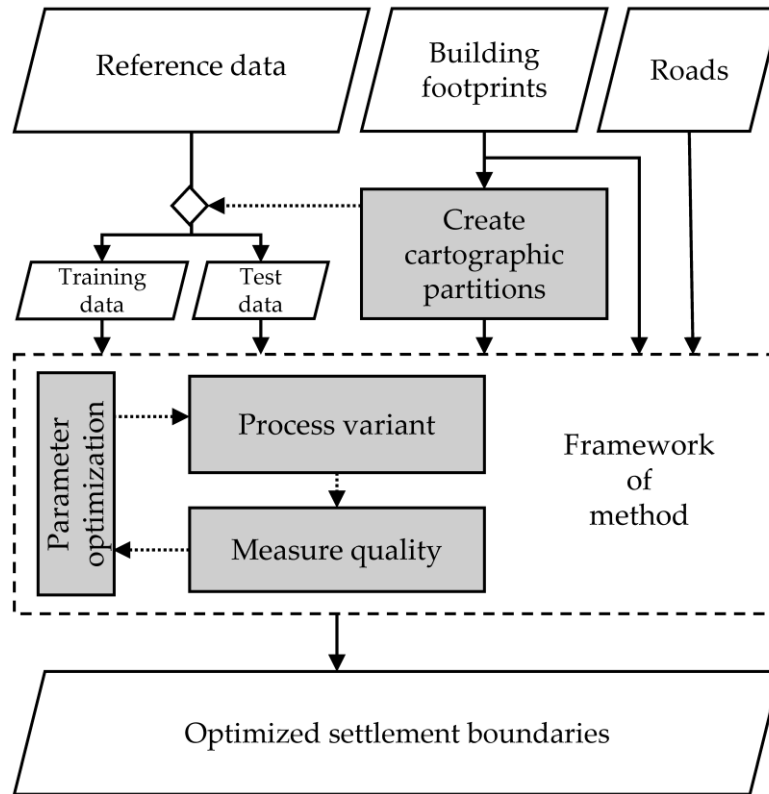 Reference data
Building
footprints
Roads
Create
cartographic
partitions
Training
data
Test
data
Parameter
optimization
Process variant
Measure quality
Framework
of
method
Optimized settlement boundaries